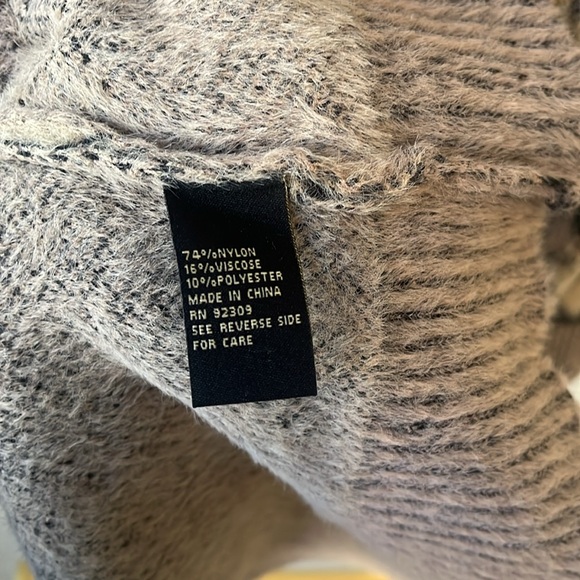 74%NYLON
16%VISCOSE
10%POLYESTER
MADE IN CHINA
RN 92309
SEE REVERSE SIDE
FOR CARE